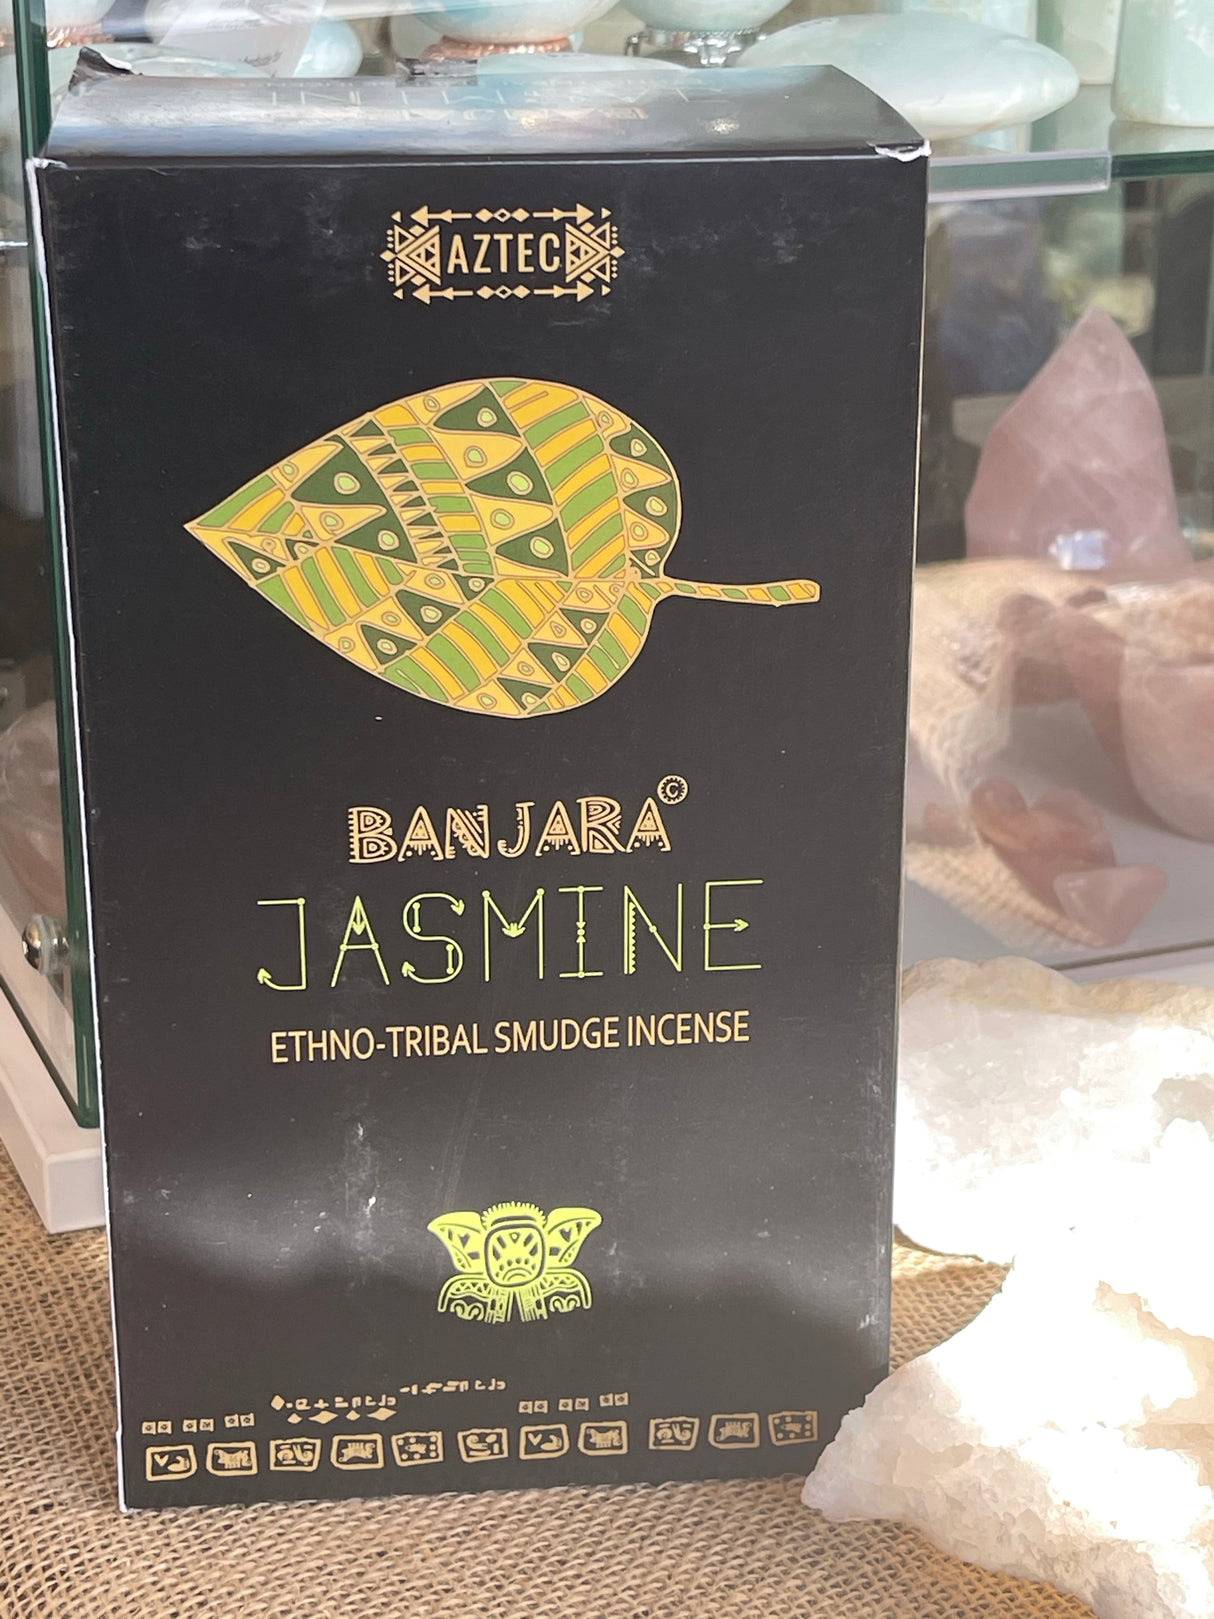 AZTEC
BANJARA ©
JASMINE
ETHNO-TRIBAL SMUDGE INCENSE